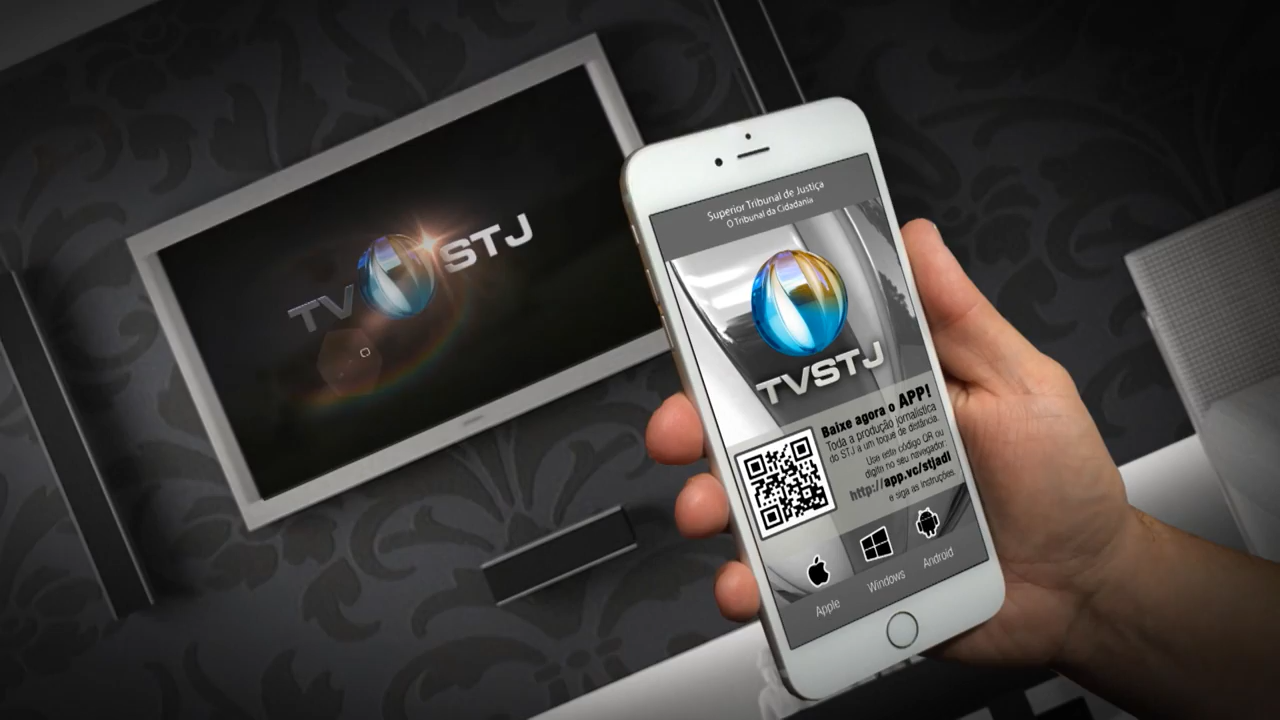 TV STJ
Superior Tribunal de Justiça
O Tribunal da Cidadania
TVSTJ
Baixe agora o APP!
Toda a produção jornalística
do STJ a um toque de distância.
Use este código QR ou
digite no seu navegador:
http://app.vc/stjadl
e siga as instruções.
Apple
Windows
Android